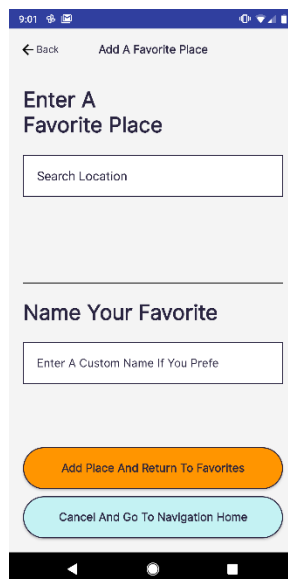 9:01
Back Add A Favorite Place
Enter A
Favorite Place
Search Location
Name Your Favorite
Enter A Custom Name If You Prefe
Add Place And Return To Favorites
Cancel And Go To Navigation Home